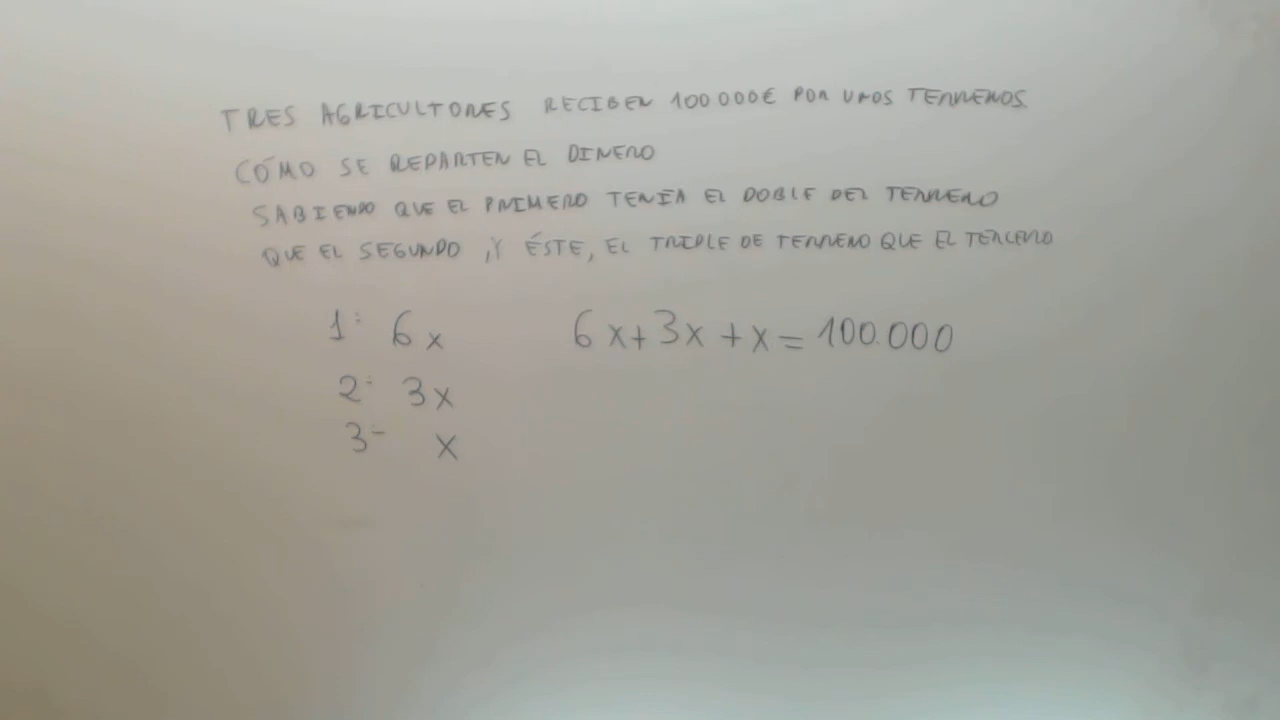 TRES AGRICULTORES RECIBEN 100 000€ POR UNOS TERRENOS
CÓMO SE REPARTEN EL DINERO
SABIENDO QUE EL PRIMERO TENÍA EL DOBLE DEL TERRENO
QUE EL SEGUNDO, Y ÉSTE, EL TRIPLE DE TERRENO QUE EL TERCERO
1: 6x 6x+3x+x=100.000
2: 3x
3- x